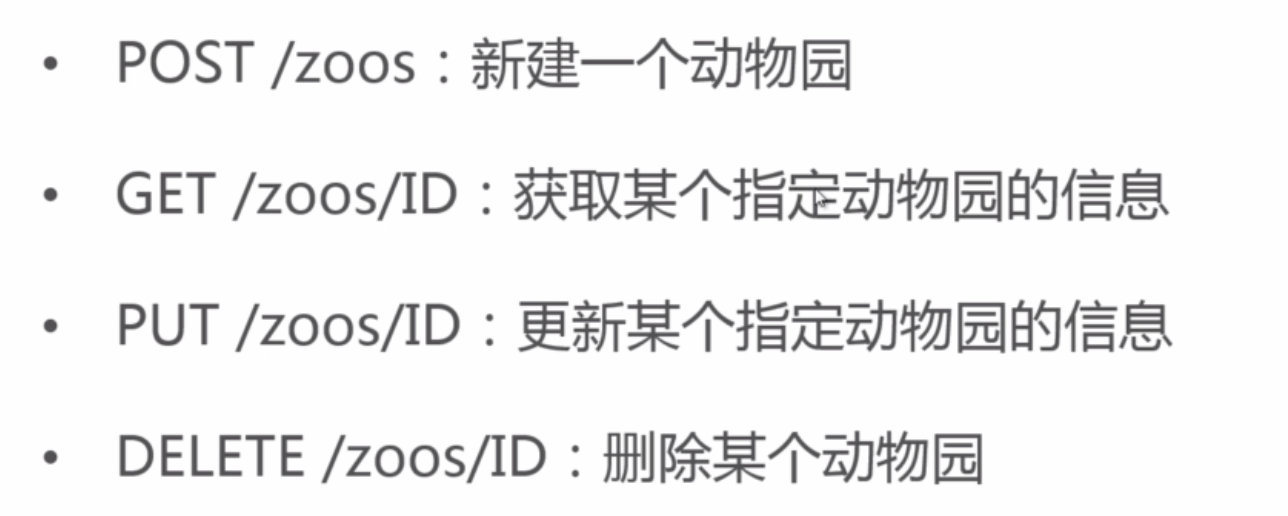 • POST /zoos：新建一个动物园
• GET /zoos/ID：获取某个指定动物园的信息
• PUT /zoos/ID：更新某个指定动物园的信息
• DELETE /zoos/ID：删除某个动物园